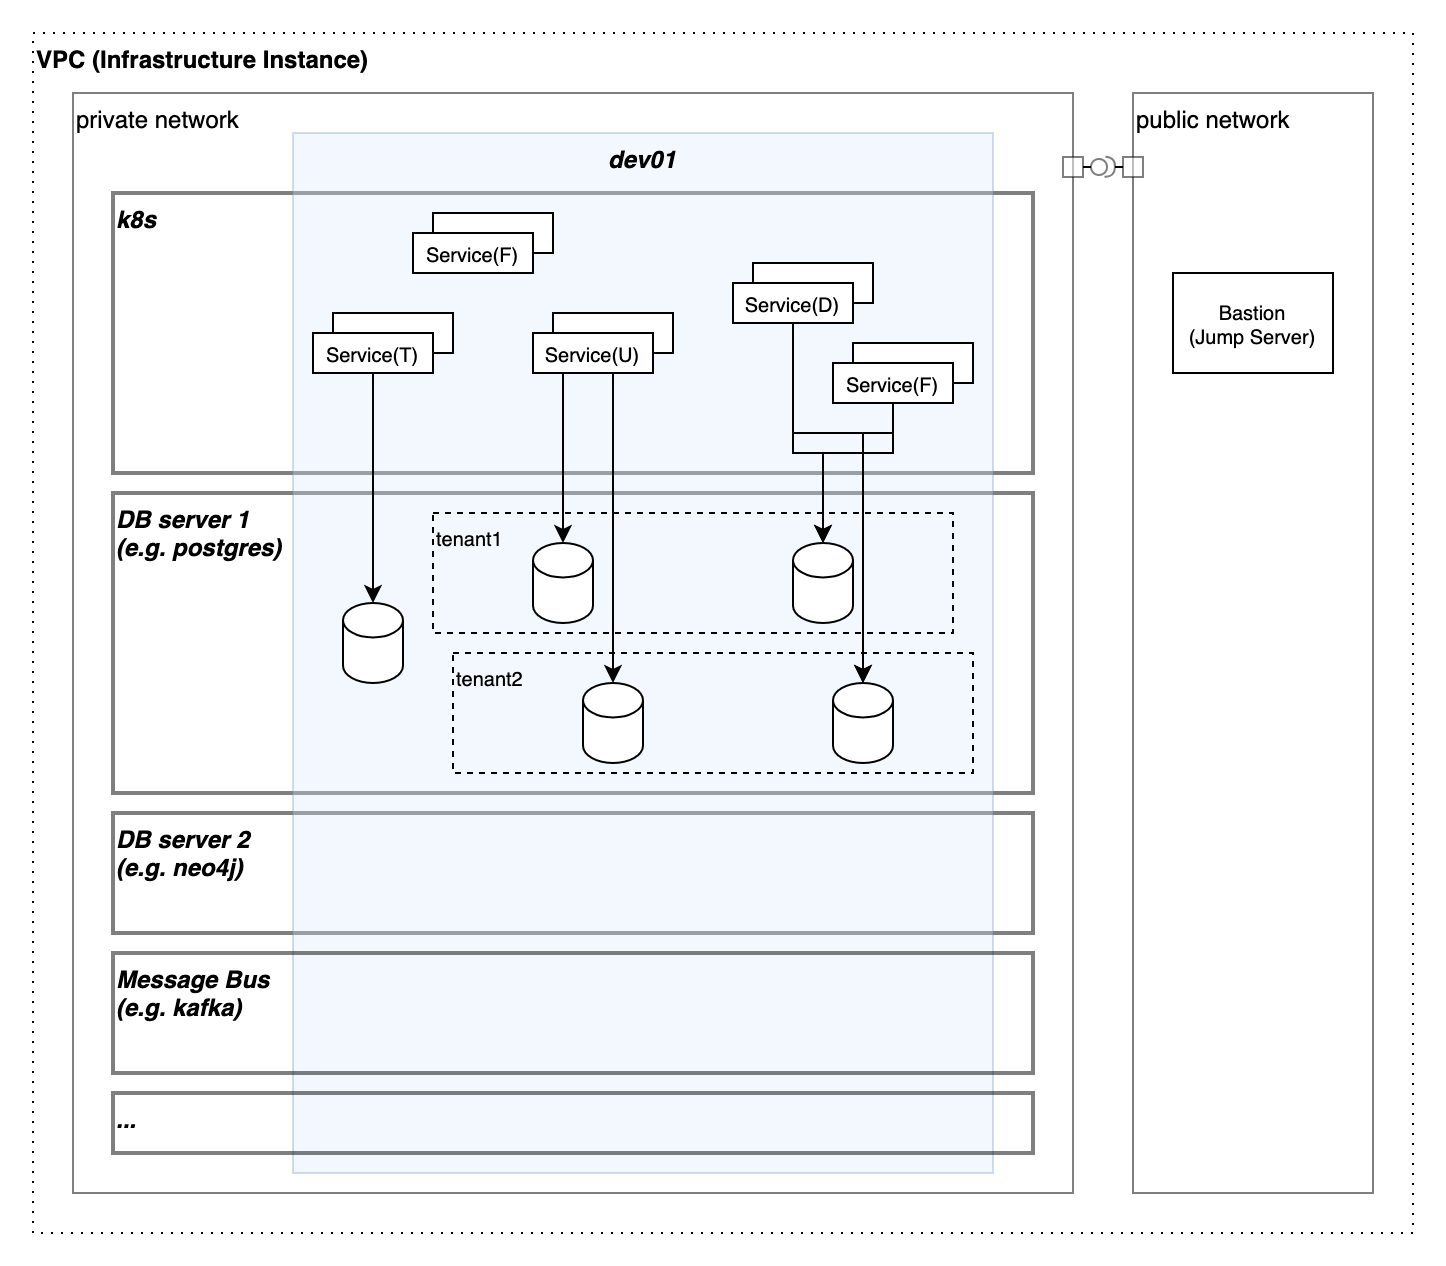 VPC (Infrastructure Instance)
private network
public network
dev01
k8s
Service(F)
Service(D)
Service(T)
Service(U)
Service(F)
Bastion
(Jump Server)
DB server 1
(e.g. postgres)
tenant1
tenant2
DB server 2
(e.g. neo4j)
Message Bus
(e.g. kafka)
...